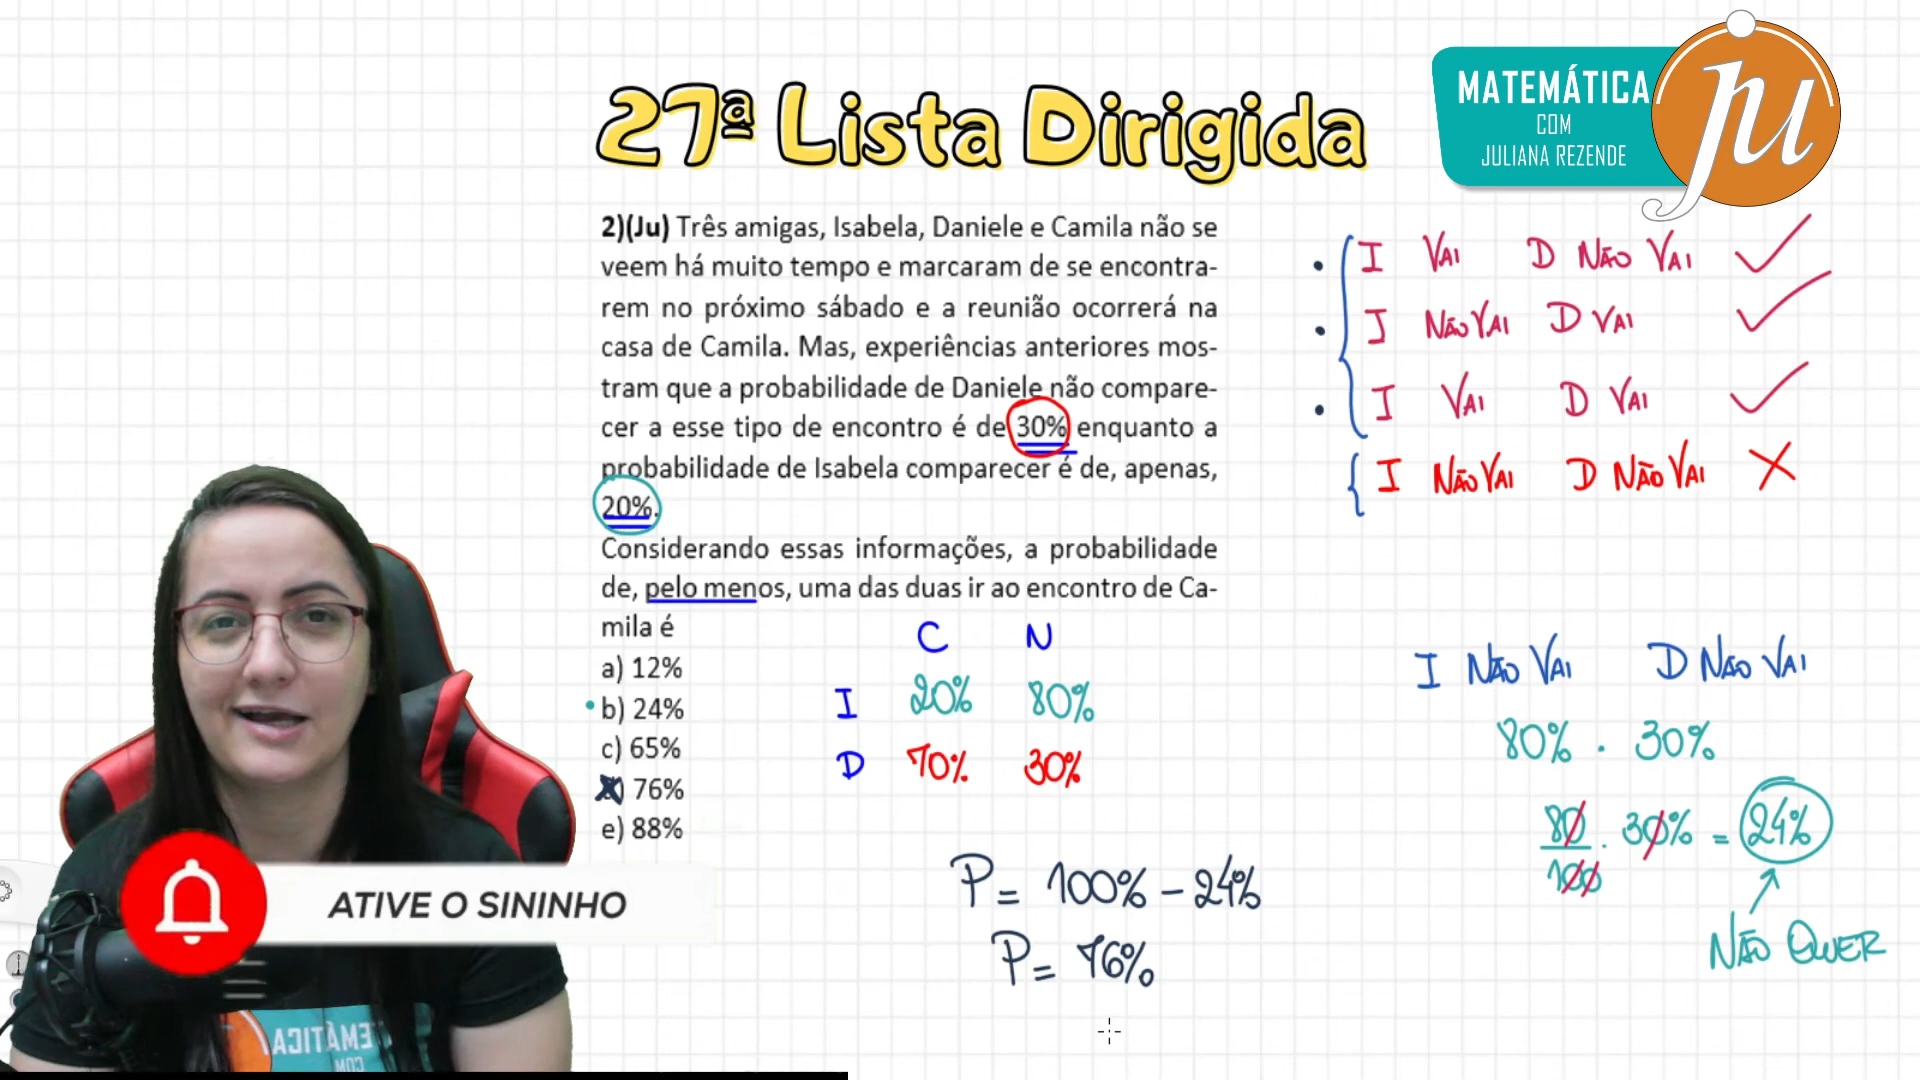 27ª Lista Dirigida
MATEMÁTICA
COM
JULIANA REZENDE
ju
2)(Ju) Três amigas, Isabela, Daniele e Camila não se
veem há muito tempo e marcaram de se encontra-
rem no próximo sábado e a reunião ocorrerá na
casa de Camila. Mas, experiências anteriores mos-
tram que a probabilidade de Daniele não compare-
cer a esse tipo de encontro é de 30% enquanto a
probabilidade de Isabela comparecer é de, apenas,
20%.
Considerando essas informações, a probabilidade
de, pelo menos, uma das duas ir ao encontro de Ca-
mila é
a) 12%
b) 24%
c) 65%
76%
e) 88%
C N
I 20% 80%
D 70% 30%
P = 100% - 24%
P = 76%
I VAI D NÃO VAI ✓
I NÃO VAI D VAI ✓
I VAI D VAI ✓
I NÃO VAI D NÃO VAI X
I NÃO VAI D NÃO VAI
80% . 30%
80/100 . 30% = 24%
NÃO QUER
ATIVE O SININHO
MATEMÁTICA
COM